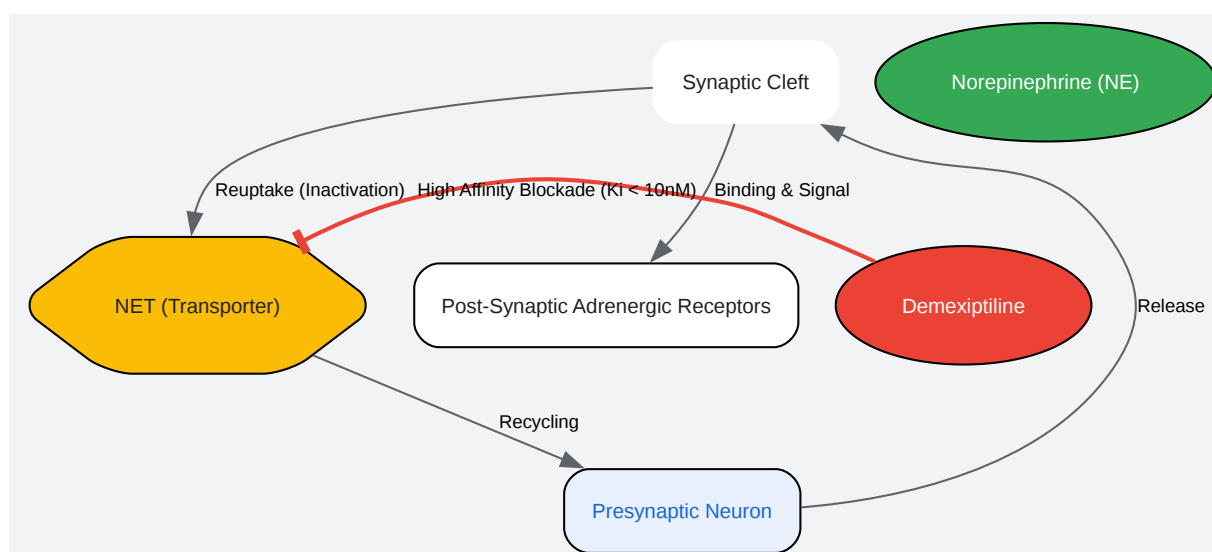 Synaptic Cleft
Norepinephrine (NE)
Reuptake (Inactivation)
High Affinity Blockade (Ki < 10nM)
Binding & Signal
NET (Transporter)
Post-Synaptic Adrenergic Receptors
Demexiptiline
Release
Recycling
Presynaptic Neuron